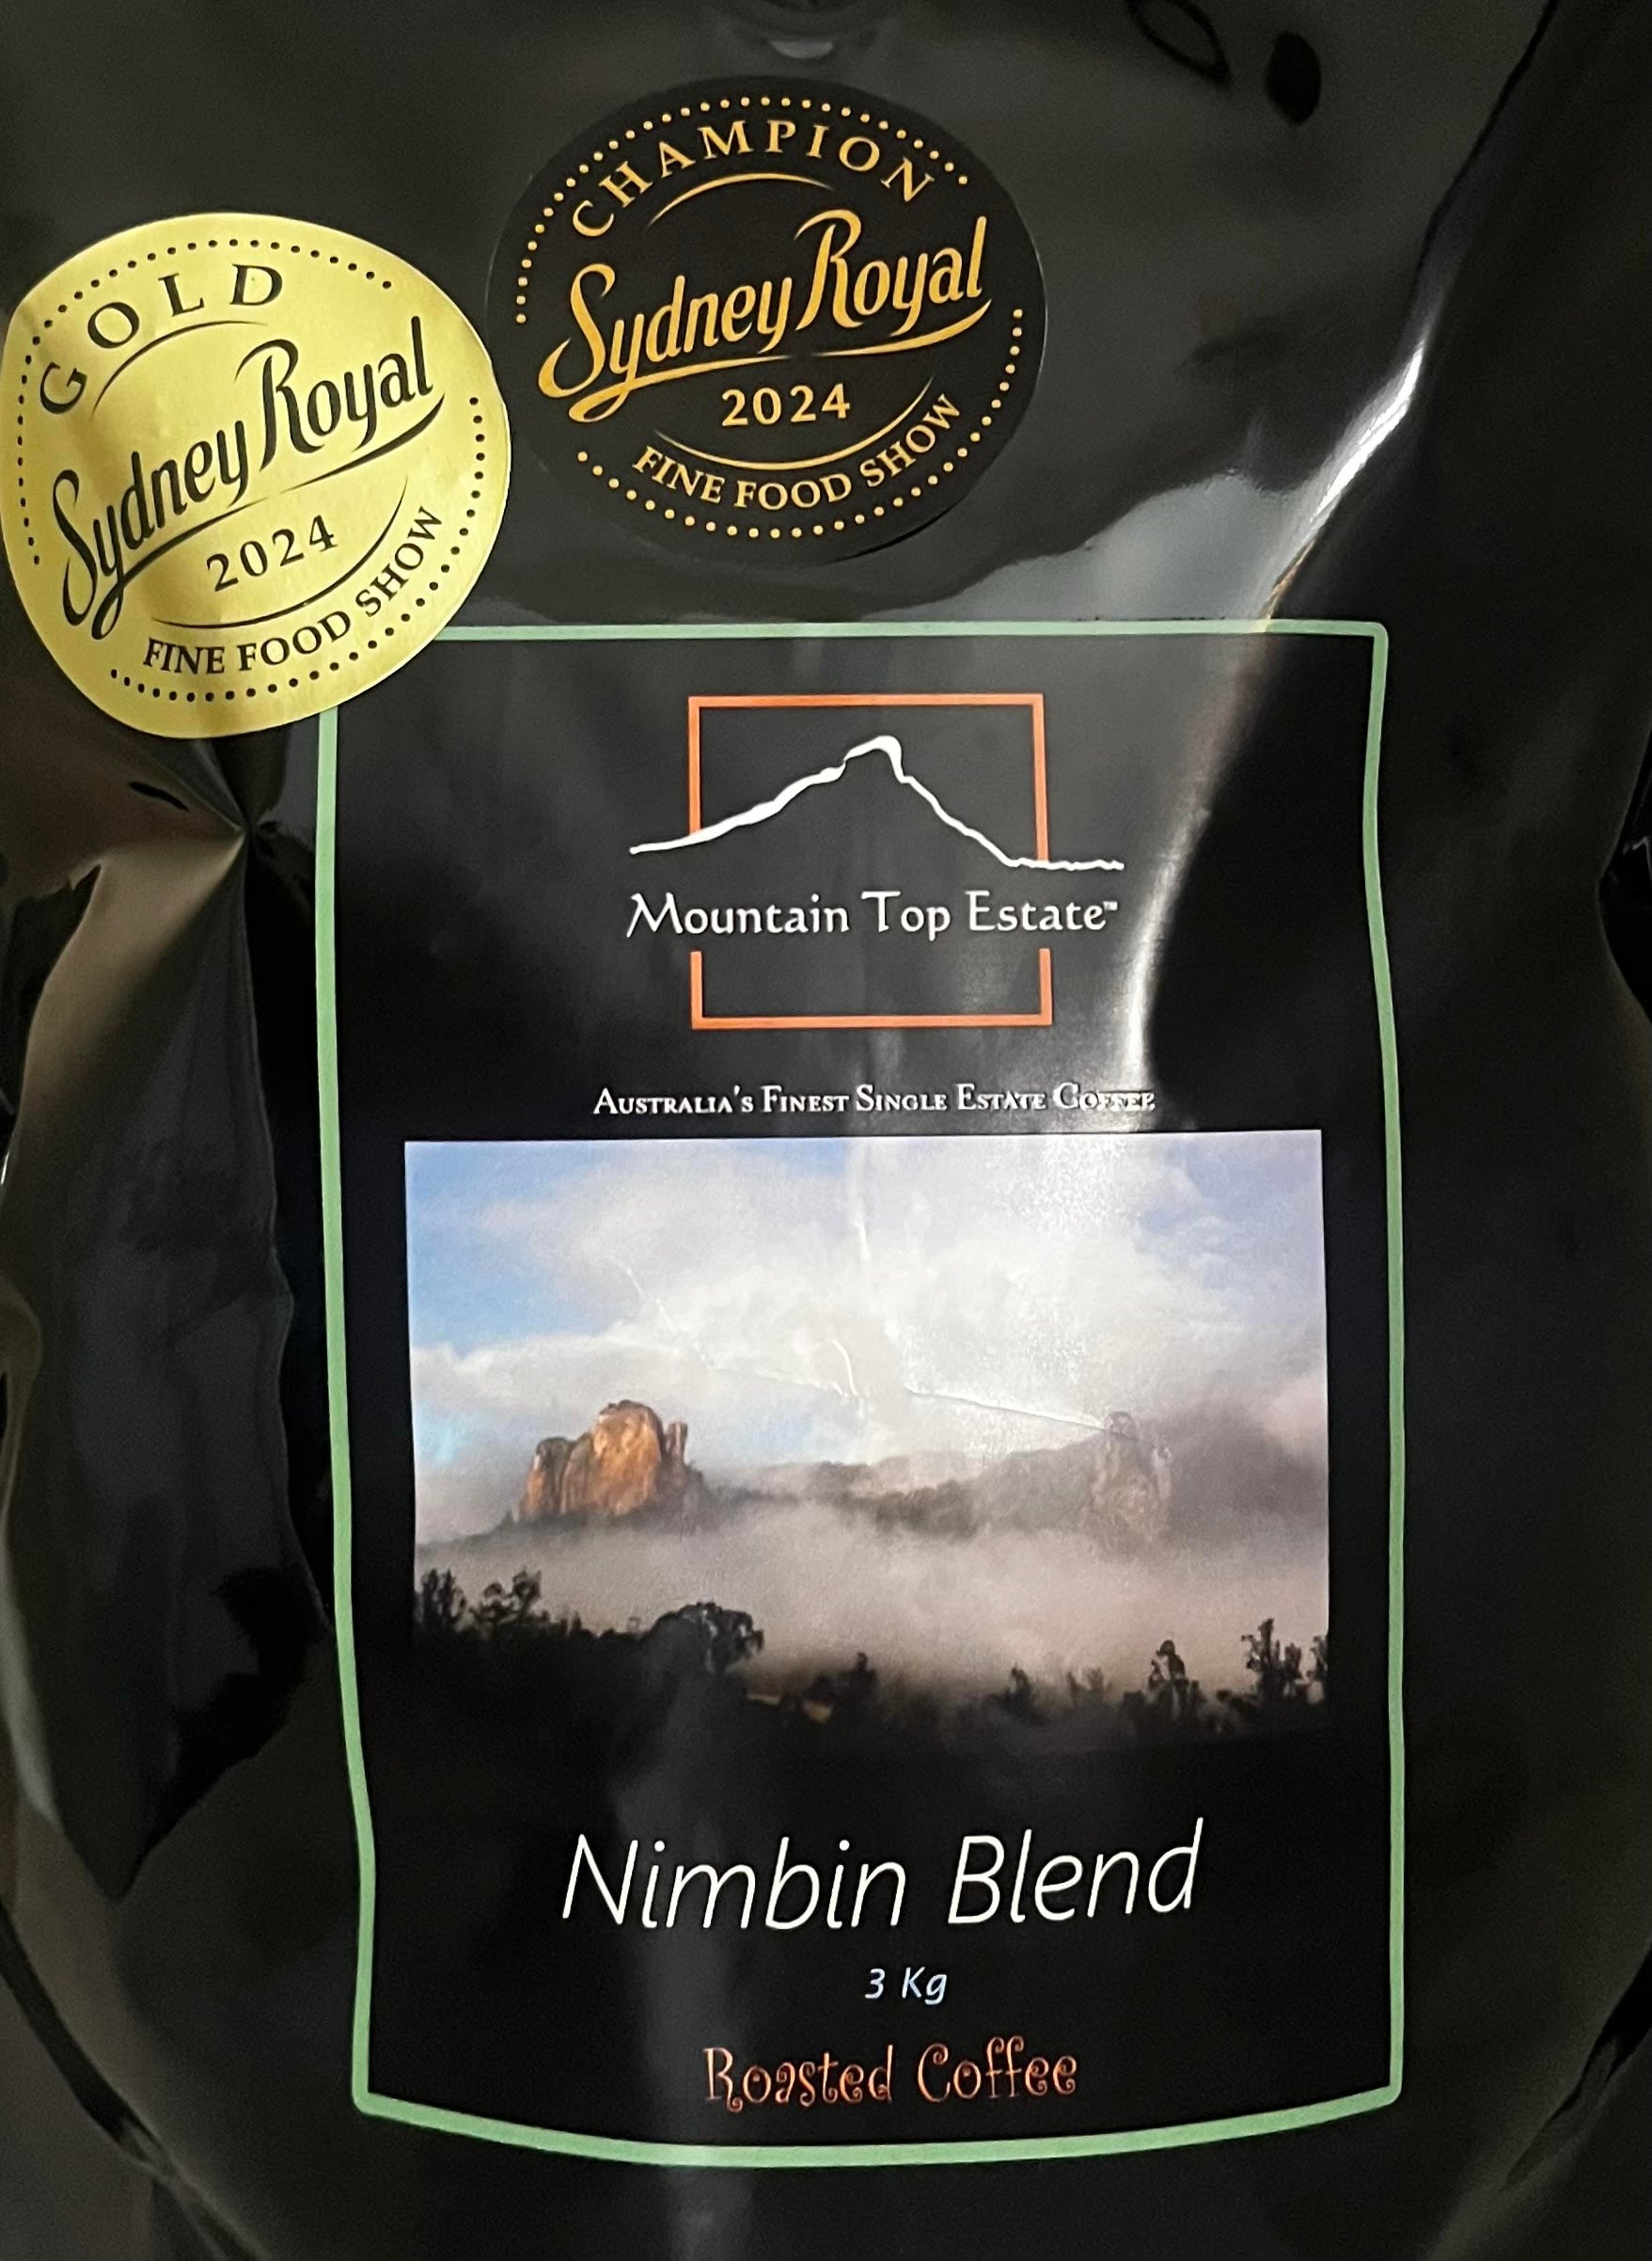 CHAMPION
Sydney Royal
2024
FINE FOOD SHOW
GOLD
Sydney Royal
2024
FINE FOOD SHOW
Mountain Top Estate™
AUSTRALIA'S FINEST SINGLE ESTATE COFFEE
Nimbin Blend
3 Kg
Roasted Coffee